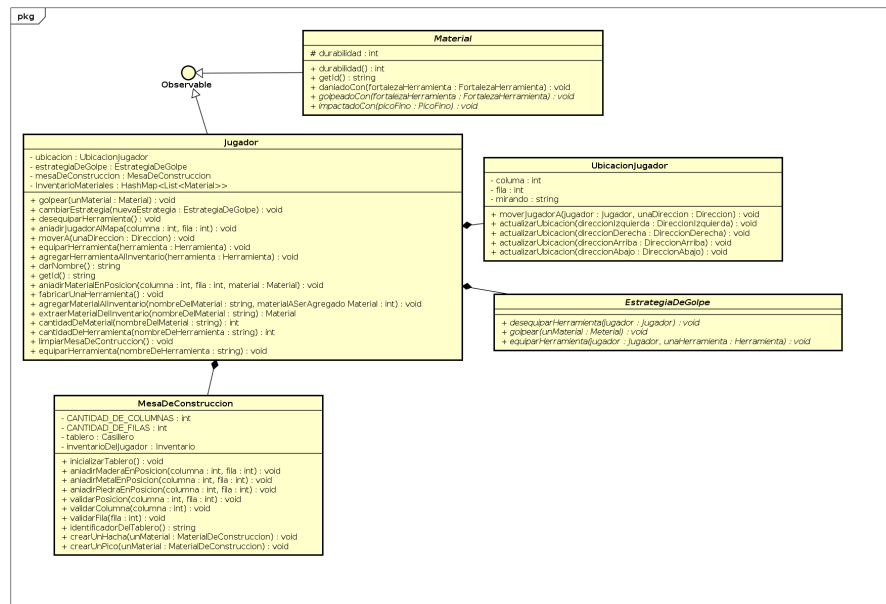 pkg
Material
# durabilidad : int
+ durabilidad() : int
+ getId() : string
+ daniadoCon(fortalezaHerramienta : FortalezaHerramienta) : void
+ golpeadoCon(fortalezaHerramienta : FortalezaHerramienta) : void
+ impactadoCon(picoFino : PicoFino) : void
Observable
Jugador
- ubicacion : UbicacionJugador
- estrategiaDeGolpe : EstrategiaDeGolpe
- mesaDeConstruccion : MesaDeConstruccion
- InventarioMateriales : HashMap<List<Material>>
+ golpear(unMaterial : Material) : void
+ cambiarEstrategia(nuevaEstrategia : EstrategiaDeGolpe) : void
+ desequiparHerramienta() : void
+ aniadirJugadorAlMapa(columna : int, fila : int) : void
+ moverA(unaDireccion : Direccion) : void
+ equiparHerramienta(herramienta : Herramienta) : void
+ agregarHerramientaAlInventario(herramienta : Herramienta) : void
+ darNombre() : string
+ getId() : string
+ aniadirMaterialEnPosicion(columna : int, fila : int, material : Material) : void
+ fabricarUnaHerramienta() : void
+ agregarMaterialAlInventario(nombreDelMaterial : string, materialASerAgregado Material : int) : void
+ extraerMaterialDelInventario(nombreDelMaterial : string) : Material
+ cantidadDeMaterial(nombreDelMaterial : string) : int
+ cantidadDeHerramienta(nombreDeHerramienta : string) : int
+ limpiarMesaDeContruccion() : void
+ equiparHerramienta(nombreDeHerramienta : string) : void
UbicacionJugador
- columa : int
- fila : int
- mirando : string
+ moverJugadorA(jugador : Jugador, unaDireccion : Direccion) : void
+ actualizarUbicacion(direccionIzquierda : DireccionIzquierda) : void
+ actualizarUbicacion(direccionDerecha : DireccionDerecha) : void
+ actualizarUbicacion(direccionArriba : DireccionArriba) : void
+ actualizarUbicacion(direccionAbajo : DireccionAbajo) : void
EstrategiaDeGolpe
+ desequiparHerramienta(jugador : Jugador) : void
+ golpear(unMaterial : Meterial) : void
+ equiparHerramienta(jugador : Jugador, unaHerramienta : Herramienta) : void
MesaDeConstruccion
- CANTIDAD_DE_COLUMNAS : int
- CANTIDAD_DE_FILAS : int
- tablero : Casillero
- inventarioDelJugador : Inventario
+ inicializarTablero() : void
+ aniadirMaderaEnPosicion(columna : int, fila : int) : void
+ aniadirMetalEnPosicion(columna : int, fila : int) : void
+ aniadirPiedraEnPosicion(columna : int, fila : int) : void
+ validarPosicion(columna : int, fila : int) : void
+ validarColumna(columna : int) : void
+ validarFila(fila : int) : void
+ identificadorDelTablero() : string
+ crearUnHacha(unMaterial : MaterialDeConstruccion) : void
+ crearUnPico(unMaterial : MaterialDeConstruccion) : void